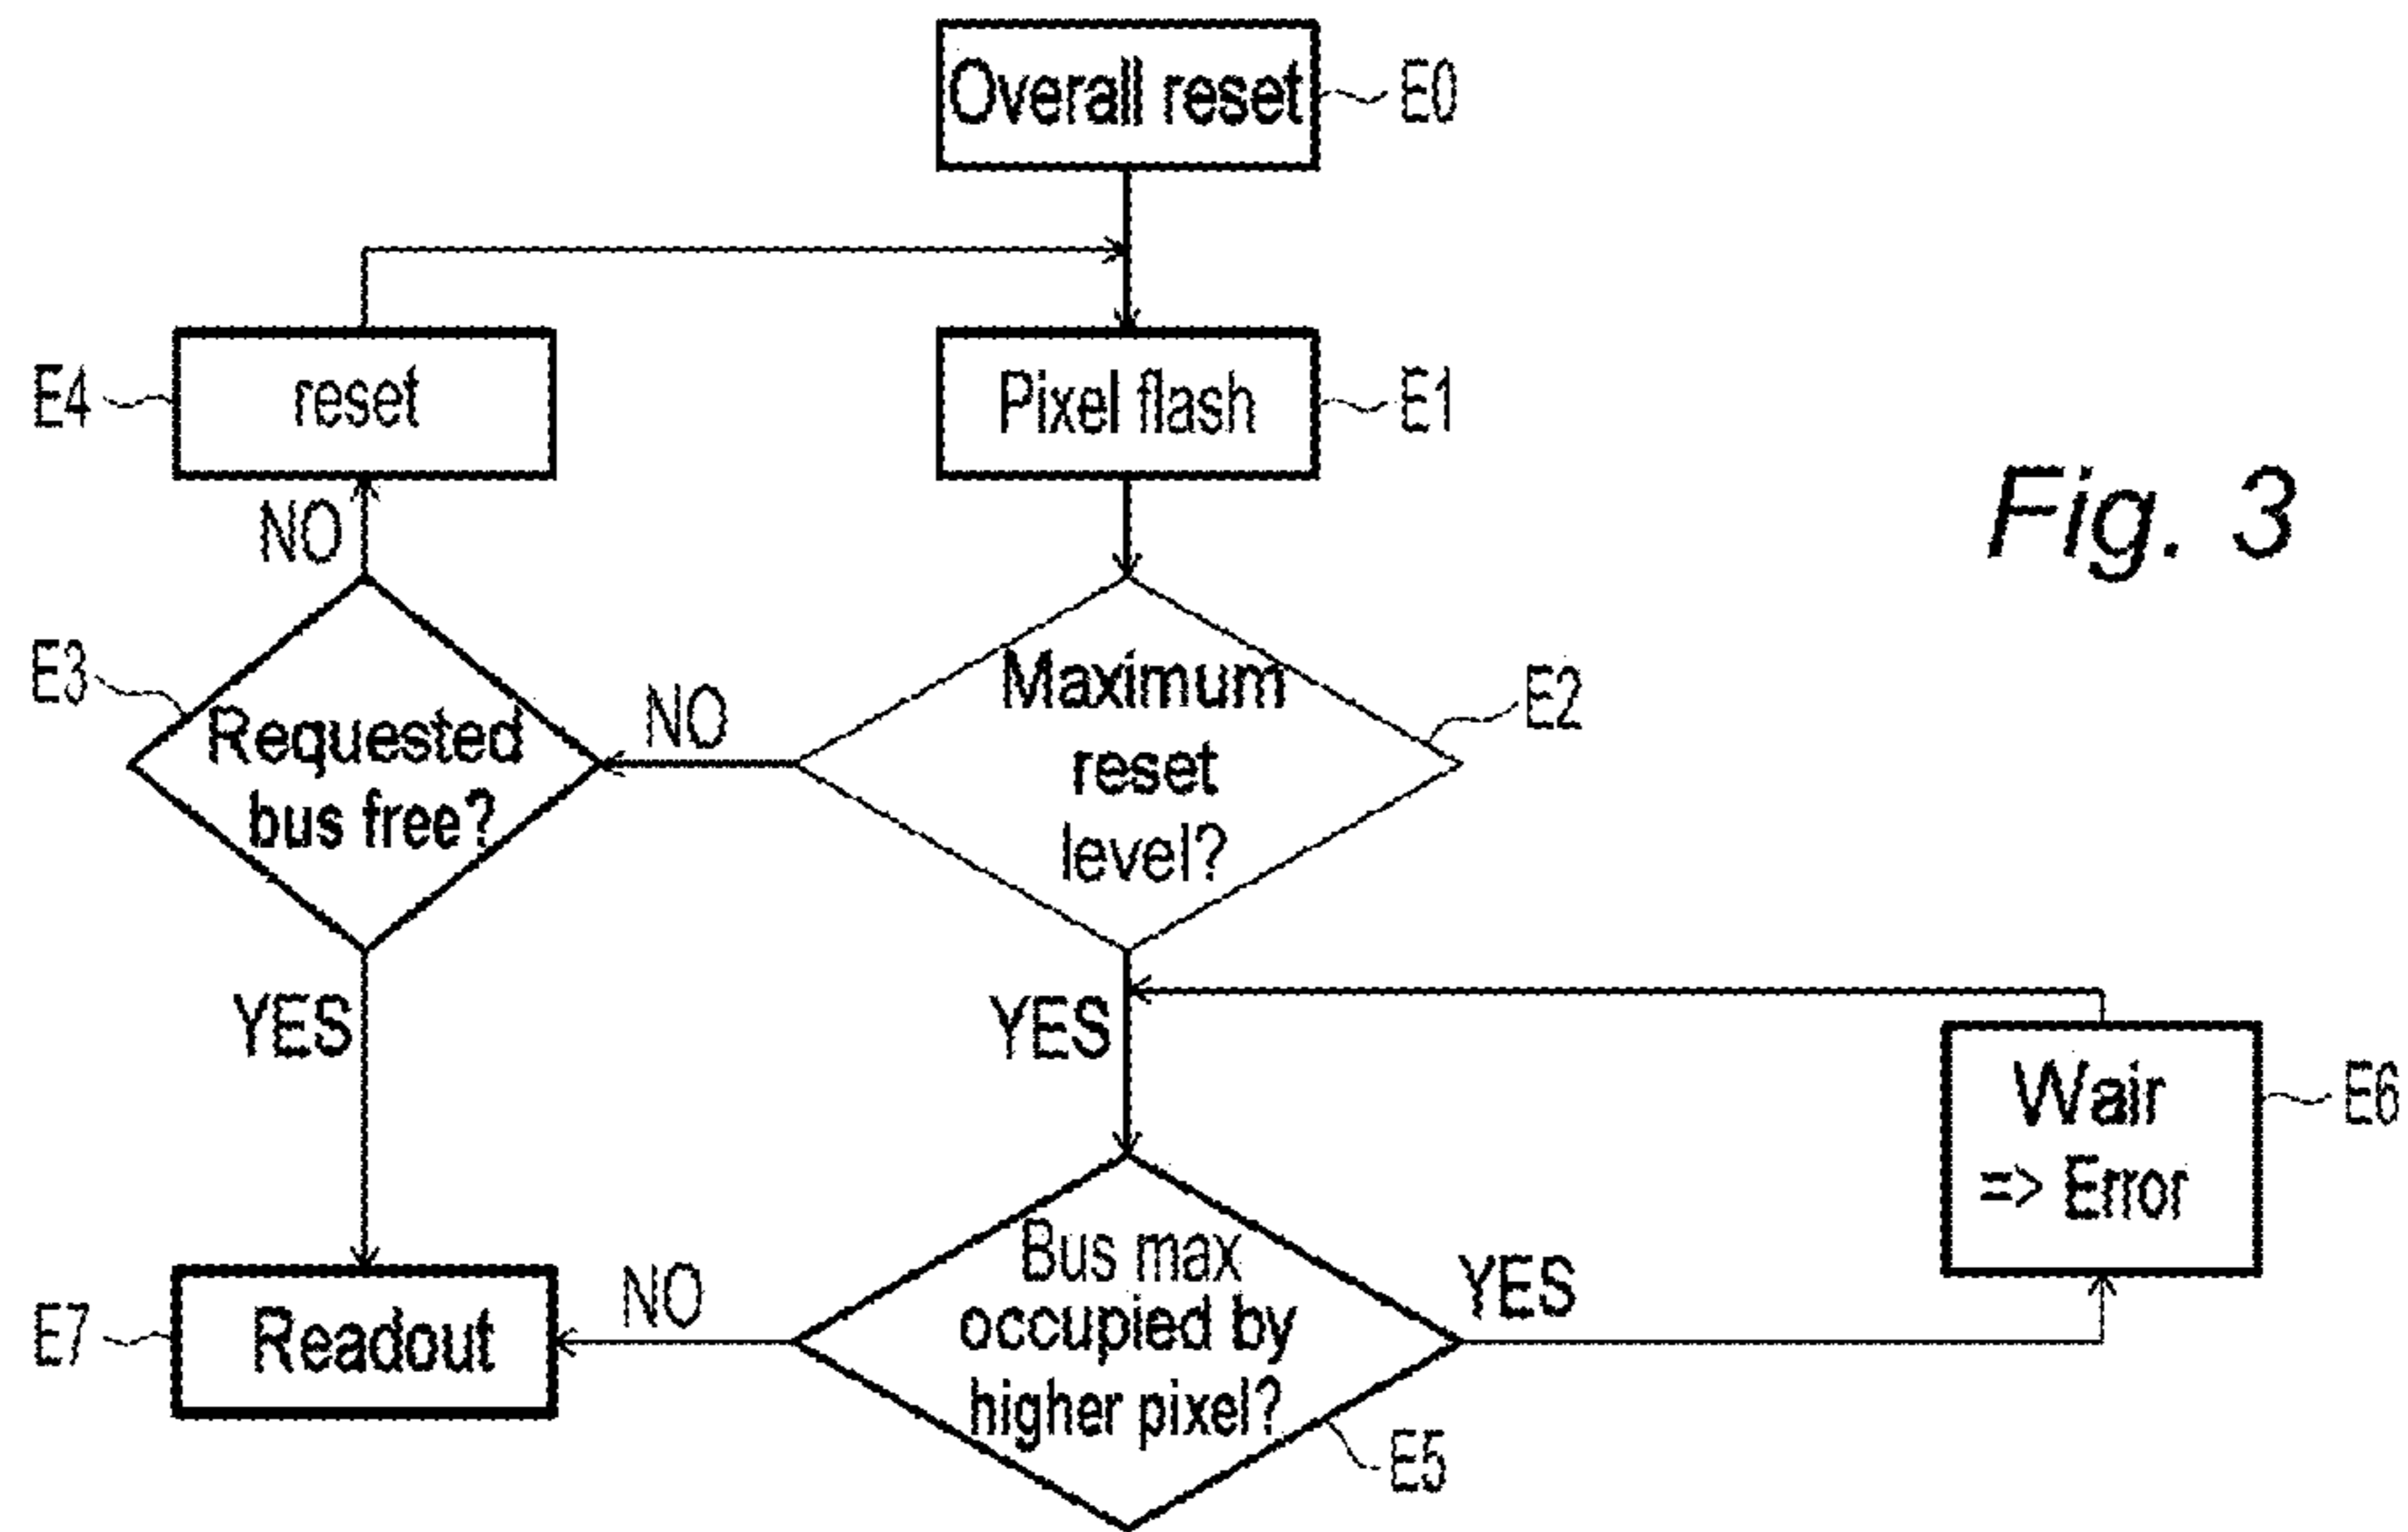 Overall reset
E0
E4
reset
Pixel flash
E1
Fig. 3
NO
E3
Requested
bus free?
NO
Maximum
reset
level?
E2
YES
YES
Wair
=> Error
E6
E7
Readout
NO
Bus max
occupied by
higher pixel?
YES
E5